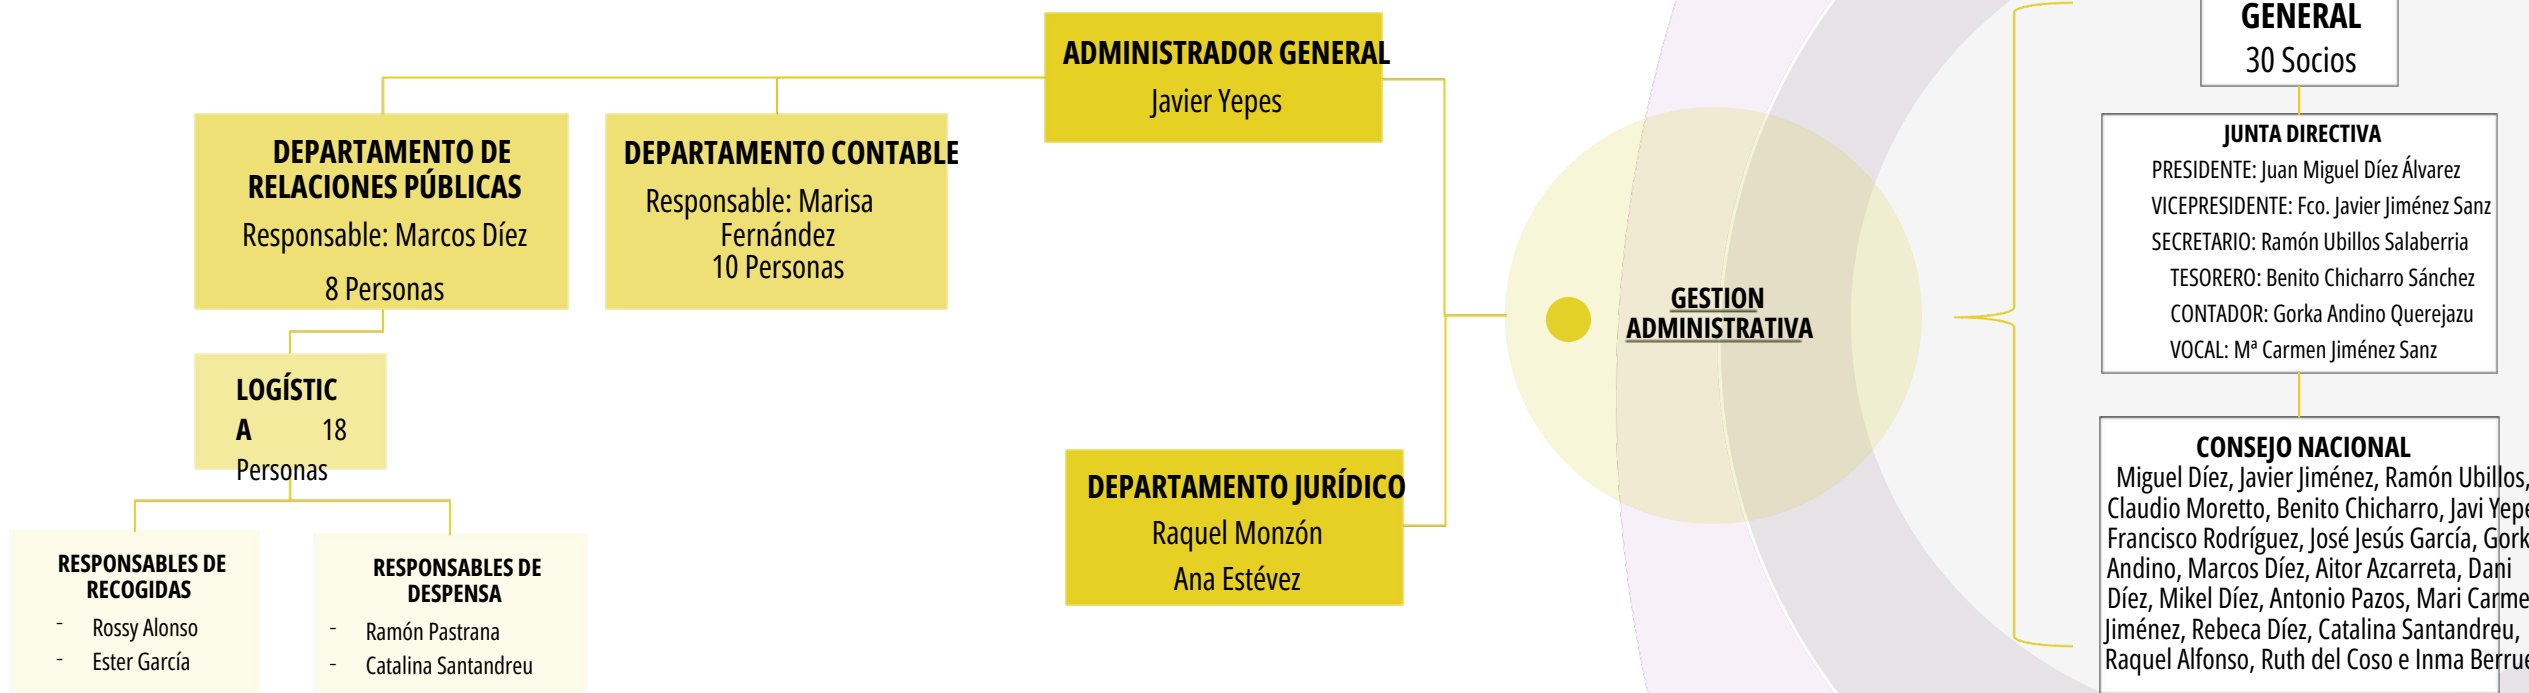 ADMINISTRADOR GENERAL
Javier Yepes
DEPARTAMENTO DE
RELACIONES PÚBLICAS
Responsable: Marcos Díez
8 Personas
DEPARTAMENTO CONTABLE
Responsable: Marisa
Fernández
10 Personas
LOGÍSTIC
A 18
Personas
RESPONSABLES DE
RECOGIDAS
- Rossy Alonso
- Ester García
RESPONSABLES DE
DESPENSA
- Ramón Pastrana
- Catalina Santandreu
DEPARTAMENTO JURÍDICO
Raquel Monzón
Ana Estévez
GESTION
ADMINISTRATIVA
GENERAL
30 Socios
JUNTA DIRECTIVA
PRESIDENTE: Juan Miguel Díez Álvarez
VICEPRESIDENTE: Fco. Javier Jiménez Sanz
SECRETARIO: Ramón Ubillos Salaberria
TESORERO: Benito Chicharro Sánchez
CONTADOR: Gorka Andino Querejazu
VOCAL: Mª Carmen Jiménez Sanz
CONSEJO NACIONAL
Miguel Díez, Javier Jiménez, Ramón Ubillos,
Claudio Moretto, Benito Chicharro, Javi
Francisco Rodríguez, José Jesús García,
Andino, Marcos Díez, Aitor Azcarreta, Dani
Díez, Mikel Díez, Antonio Pazos, Mari
Jiménez, Rebeca Díez, Catalina Santandreu,
Raquel Alfonso, Ruth del Coso e Inma